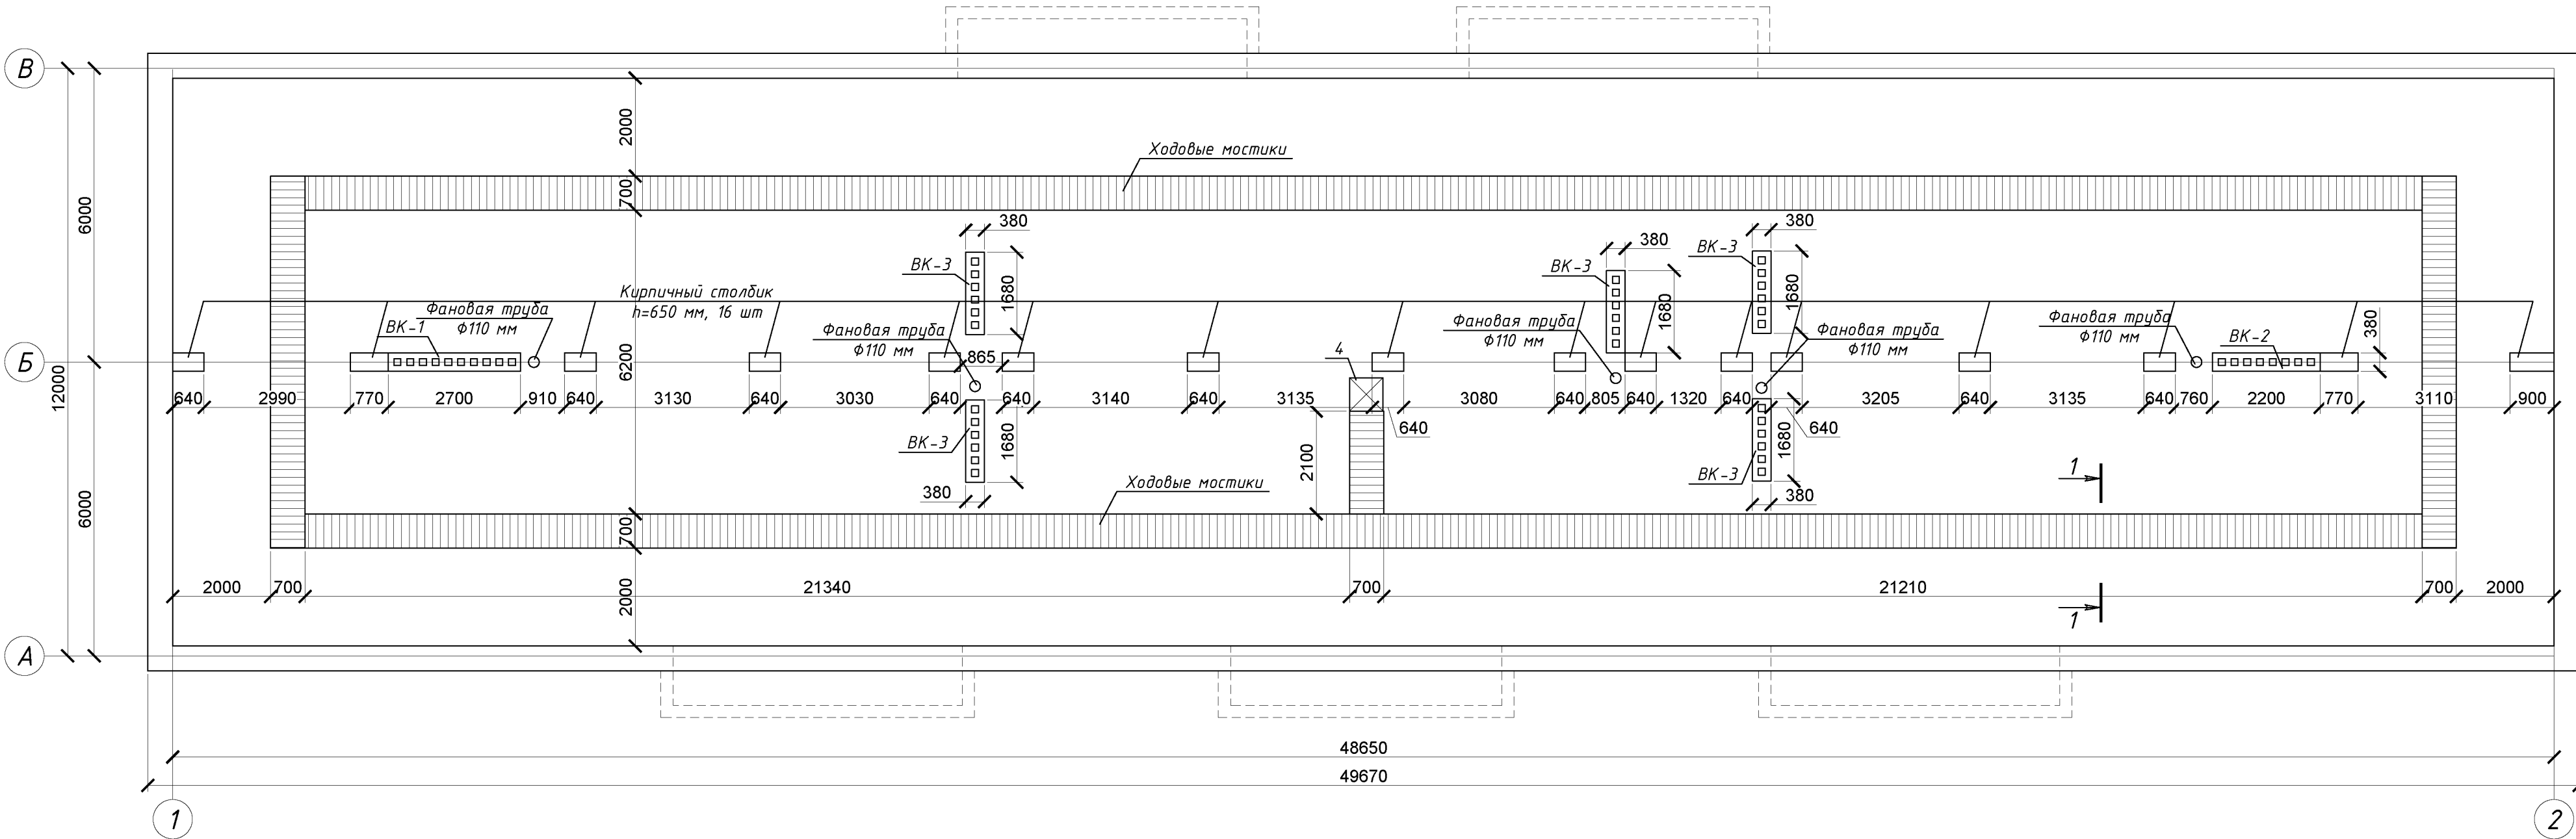 В
2000
Ходовые мостики
700
6000
380
380
380
ВК-3
ВК-3
ВК-3
1680
1680
1680
Кирпичный столбик
h=650 мм, 16 шт
Фановая труба
Ф110 мм
ВК-1
Фановая труба
Ф110 мм
Фановая труба
Ф110 мм
Фановая труба
Ф110 мм
Фановая труба
Ф110 мм
ВК-2
380
4
865
Б
6200
12000
640
2990
770
2700
910
640
3130
640
3030
640
640
3140
640
3135
3080
640
805
640
1320
640
3205
640
3135
640
760
2200
770
3110
900
640
640
ВК-3
1680
2100
1680
ВК-3
380
380
Ходовые мостики
6000
700
1
2000
700
21340
700
21210
700
2000
2000
1
А
48650
49670
1
2